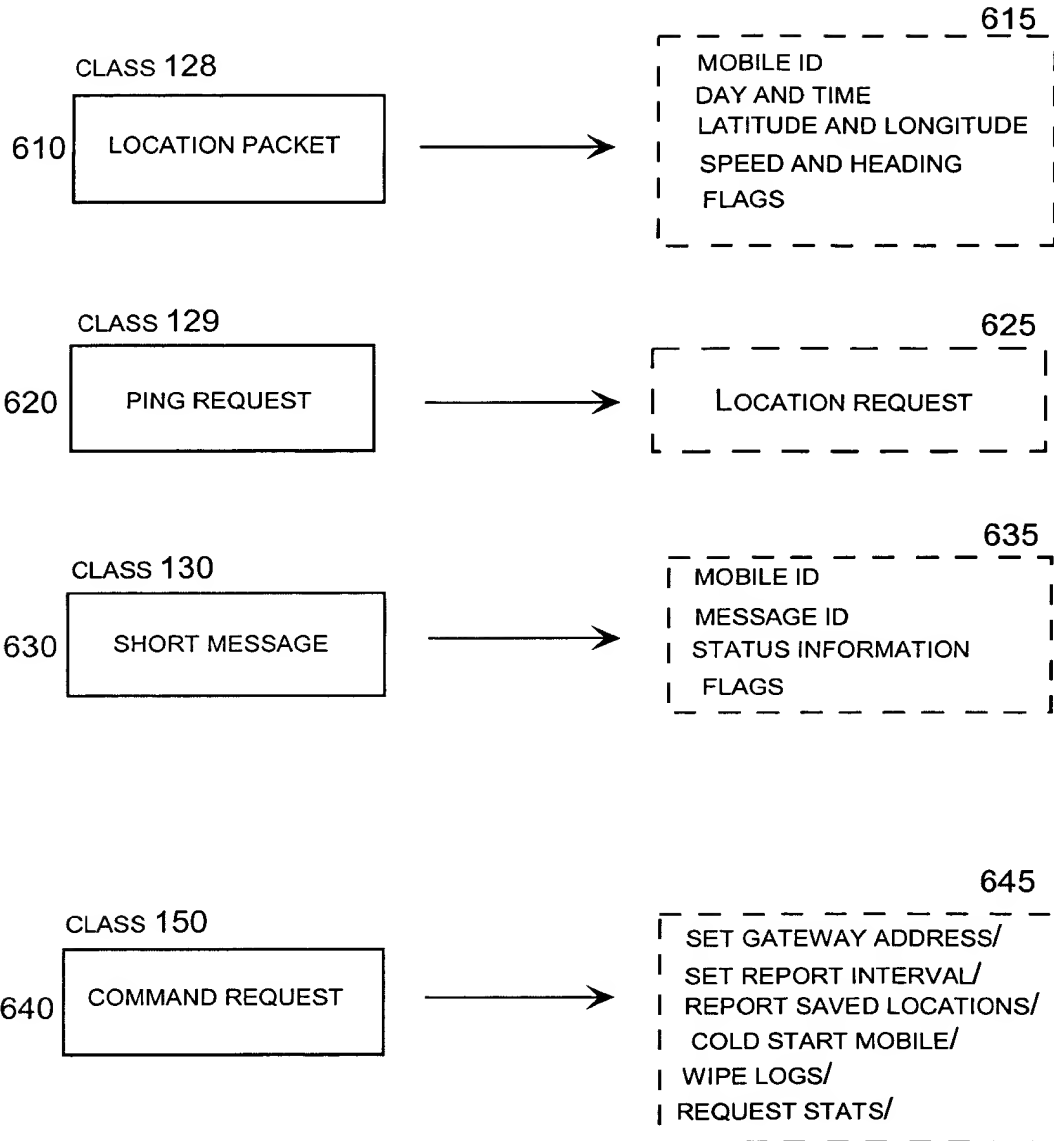 615
CLASS 128
610
LOCATION PACKET
MOBILE ID
DAY AND TIME
LATITUDE AND LONGITUDE
SPEED AND HEADING
FLAGS
CLASS 129
625
620
PING REQUEST
LOCATION REQUEST
635
CLASS 130
630
SHORT MESSAGE
MOBILE ID
MESSAGE ID
STATUS INFORMATION
FLAGS
645
CLASS 150
640
COMMAND REQUEST
SET GATEWAY ADDRESS/
SET REPORT INTERVAL/
REPORT SAVED LOCATIONS/
COLD START MOBILE/
WIPE LOGS/
REQUEST STATS/